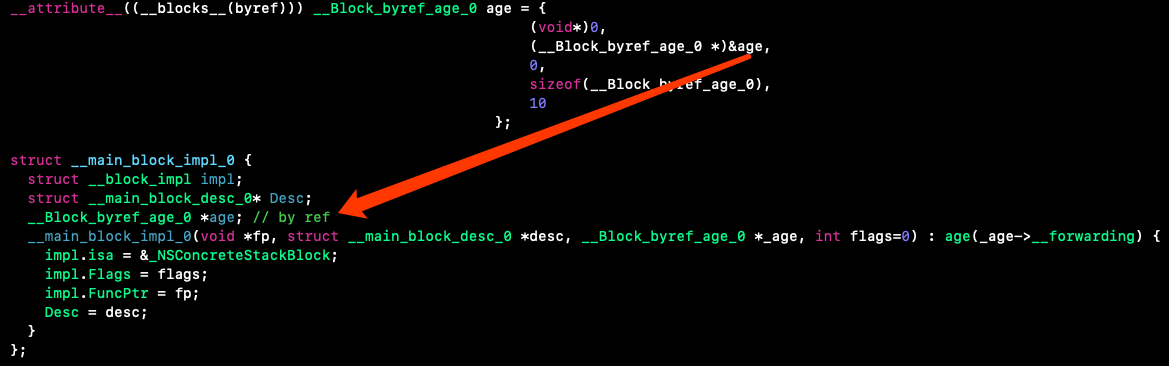 __attribute__((__blocks__(byref))) __Block_byref_age_0 age = {
(void*)0,
(__Block_byref_age_0 *)&age,
0,
sizeof(__Block_byref_age_0),
10
};
struct __main_block_impl_0 {
struct __block_impl impl;
struct __main_block_desc_0* Desc;
__Block_byref_age_0 *age; // by ref
__main_block_impl_0(void *fp, struct __main_block_desc_0 *desc, __Block_byref_age_0 *_age, int flags=0) : age(_age->__forwarding) {
impl.isa = &_NSConcreteStackBlock;
impl.Flags = flags;
impl.FuncPtr = fp;
Desc = desc;
}
};